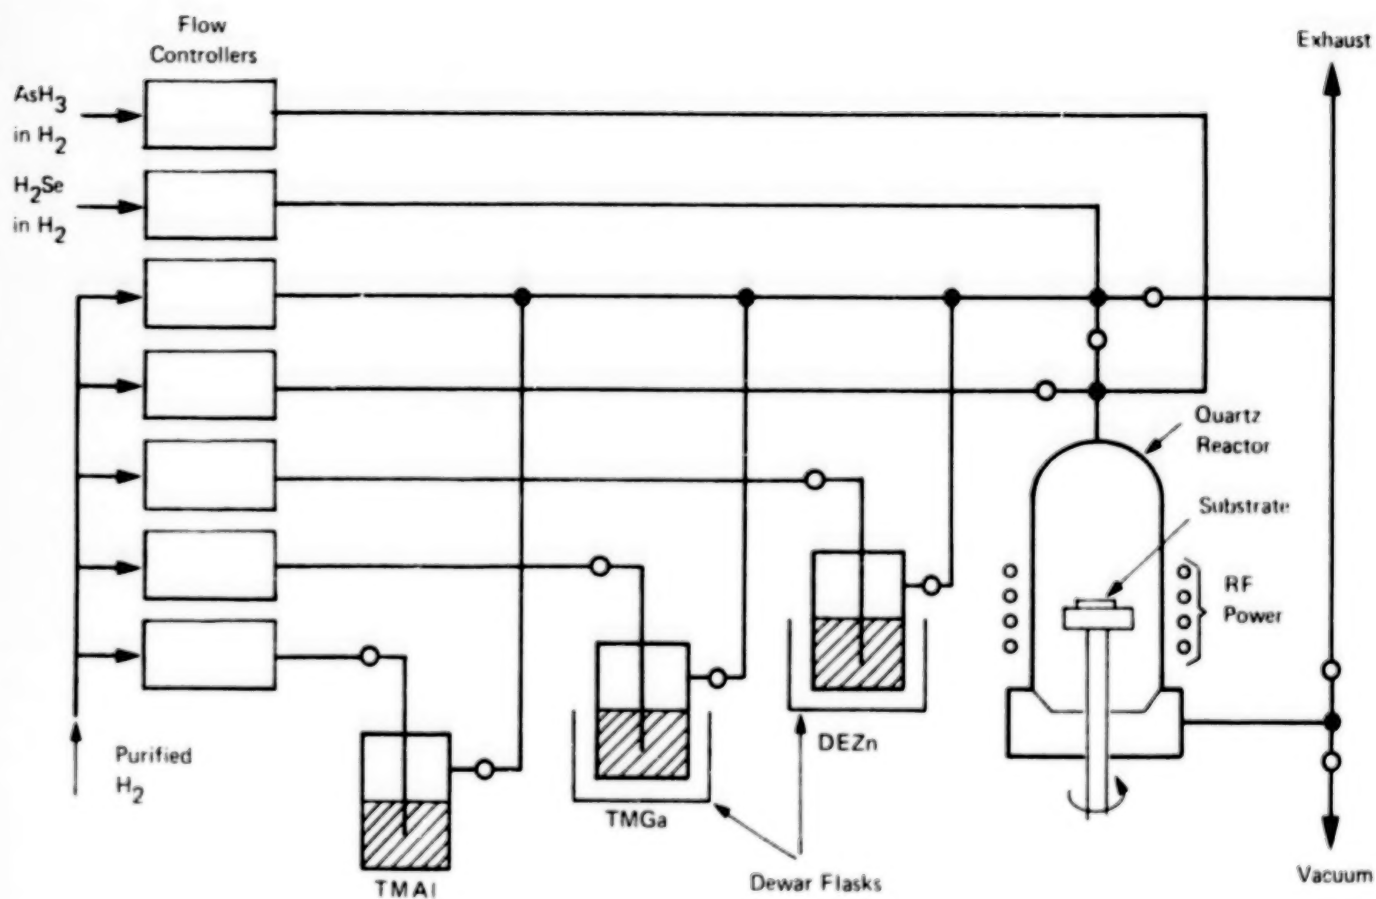 Flow
Controllers
Exhaust
AsH3
in H2
H2Se
in H2
Quartz
Reactor
Substrate
RF
Power
DEZn
Purified
H2
TMGa
TMAl
Dewar Flasks
Vacuum